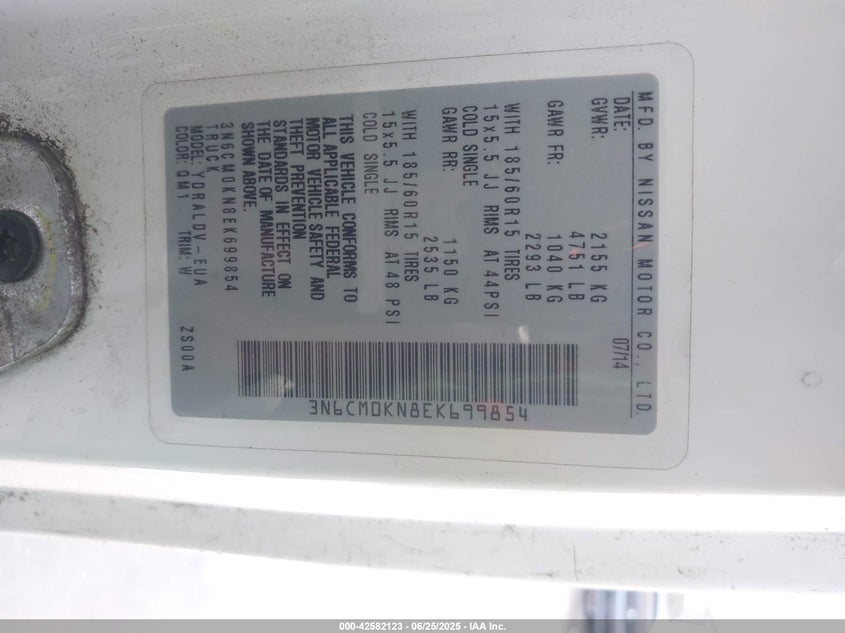 MFD. BY NISSAN MOTOR CO., LTD.
DATE: 07/14
GVWR: 2155 KG
4751 LB
GAWR FR: 1040 KG
2293 LB
WITH 185/60R15 TIRES
15x5.5 JJ RIMS AT 44PSI
COLD SINGLE
GAWR RR: 1150 KG
2535 LB
WITH 185/60R15 TIRES
15x5.5 JJ RIMS AT 48 PSI
COLD SINGLE
THIS VEHICLE CONFORMS TO
ALL APPLICABLE FEDERAL
MOTOR VEHICLE SAFETY AND
THEFT PREVENTION
STANDARDS IN EFFECT ON
THE DATE OF MANUFACTURE
SHOWN ABOVE.
3N6CM0KN8EK699854
TRUCK
MODEL: YDRALDV-EUA
COLOR: QM1 TRIM: W ZS00A
3N6CM0KN8EK699854
000-42582123 - 06/25/2025 - IAA Inc.